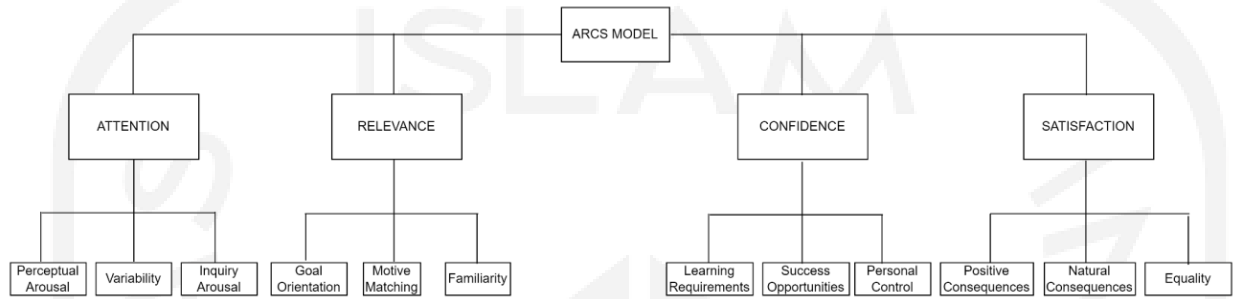 ARCS MODEL
ISLAM
ATTENTION
RELEVANCE
CONFIDENCE
SATISFACTION
Perceptual
Arousal
Variability
Inquiry
Arousal
Goal
Orientation
Motive
Matching
Familiarity
Learning
Requirements
Success
Opportunities
Personal
Control
Positive
Consequences
Natural
Consequences
Equality